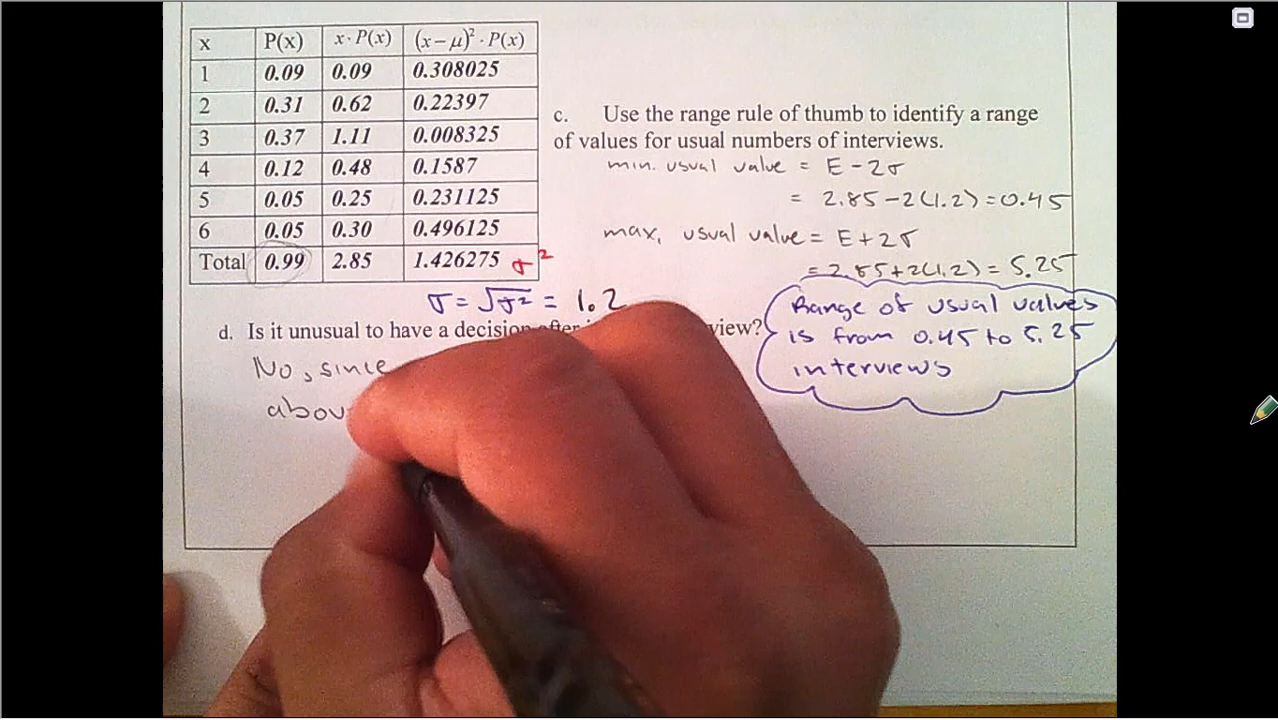 x P(x) x · P(x) (x − μ)² · P(x)
1 0.09 0.09 0.308025
2 0.31 0.62 0.22397
3 0.37 1.11 0.008325
4 0.12 0.48 0.1587
5 0.05 0.25 0.231125
6 0.05 0.30 0.496125
Total 0.99 2.85 1.426275 σ²
σ = √σ² = 1.2
c. Use the range rule of thumb to identify a range
of values for usual numbers of interviews.
min. usual value = E − 2σ
= 2.85 − 2(1.2) = 0.45
max, usual value = E + 2σ
= 2.85 + 2(1.2) = 5.25
Range of usual values
is from 0.45 to 5.25
interviews
d. Is it unusual to have a decision after view?
No, since
abov